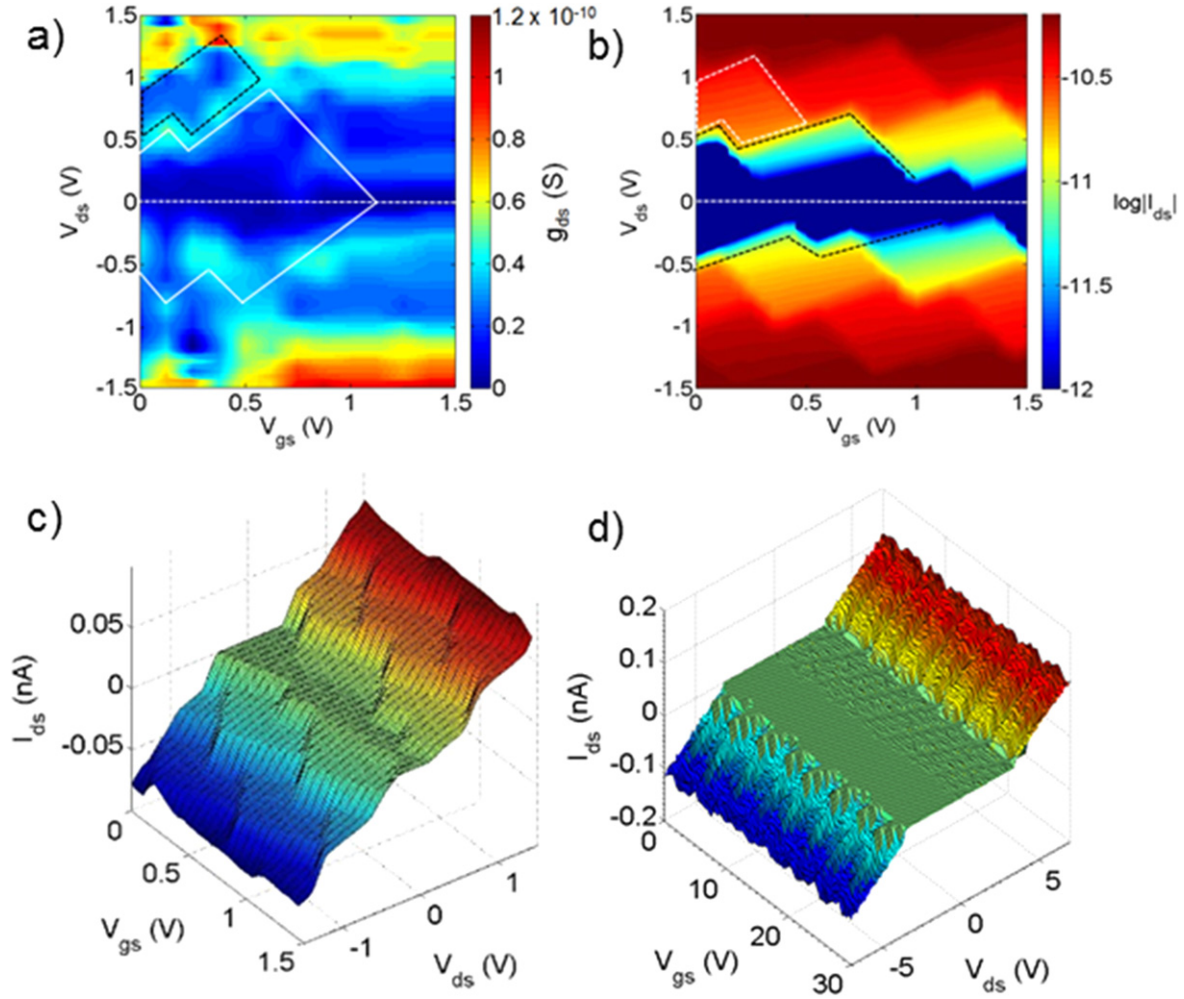 a)
1.5
1
0.5
0
-0.5
-1
-1.5
V_ds (V)
0 0.5 1 1.5
V_gs (V)
1.2 x 10^-10
1
0.8
0.6
0.4
0.2
0
g_ds (S)
b)
1.5
1
0.5
0
-0.5
-1
-1.5
V_ds (V)
0 0.5 1 1.5
V_gs (V)
-10.5
-11
-11.5
-12
log|I_ds|
c)
0.05
0
-0.05
I_ds (nA)
0
0.5
1
1.5
V_gs (V)
-1
0
1
V_ds (V)
d)
0.2
0.1
0
-0.1
-0.2
I_ds (nA)
0
10
20
30
V_gs (V)
-5
0
5
V_ds (V)